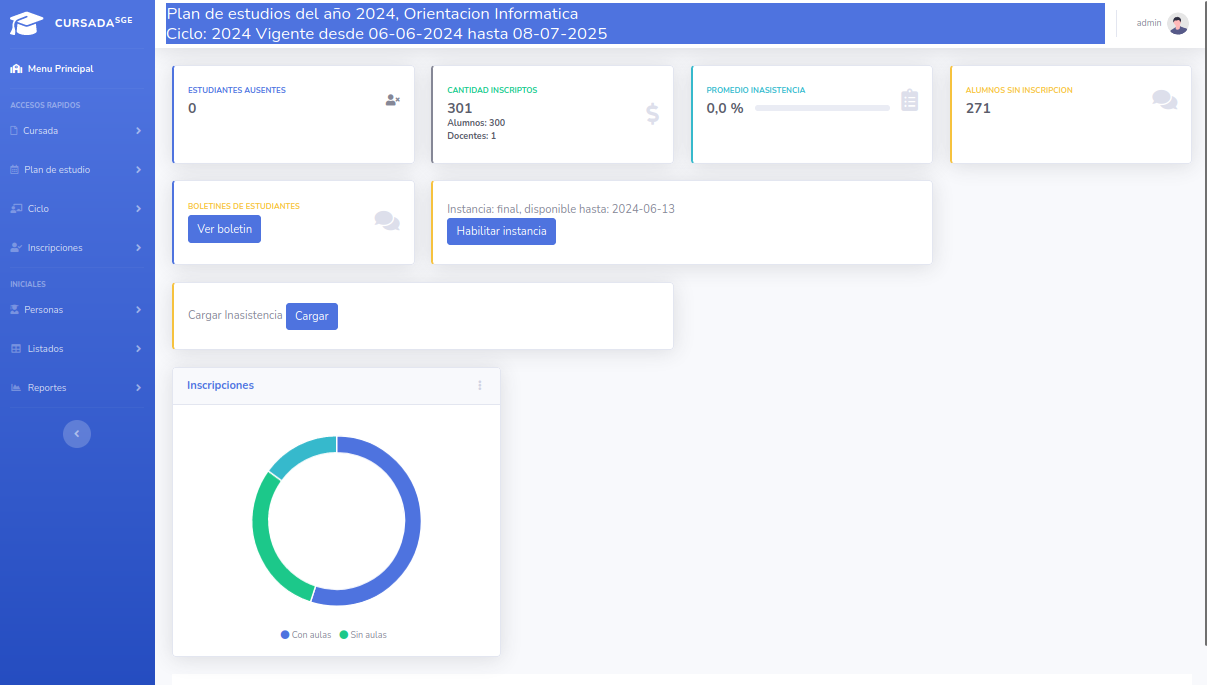 CURSADA SGE
Plan de estudios del año 2024, Orientacion Informatica
Ciclo: 2024 Vigente desde 06-06-2024 hasta 08-07-2025
admin
Menu Principal
ACCESOS RAPIDOS
Cursada
Plan de estudio
Ciclo
Inscripciones
INICIALES
Personas
Listados
Reportes
ESTUDIANTES AUSENTES
0
CANTIDAD INSCRIPTOS
301
Alumnos: 300
Docentes: 1
PROMEDIO INASISTENCIA
0,0 %
ALUMNOS SIN INSCRIPCION
271
BOLETINES DE ESTUDIANTES
Ver boletin
Instancia: final, disponible hasta: 2024-06-13
Habilitar instancia
Cargar Inasistencia Cargar
Inscripciones
Con aulas Sin aulas